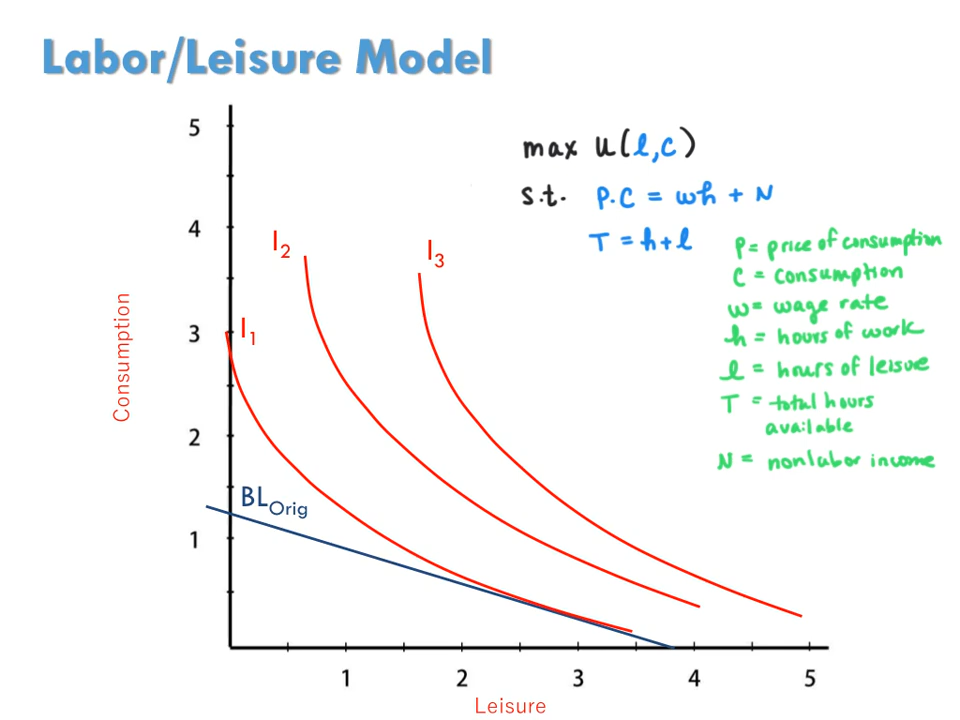 Labor/Leisure Model
max U(l,c)
s.t. P.C = wh + N
T = h+l
P = price of consumption
C = consumption
w = wage rate
h = hours of work
l = hours of leisure
T = total hours
available
N = nonlabor income
5
4
3
2
1
I2
I3
I1
BLOrig
Consumption
1 2 3 4 5
Leisure